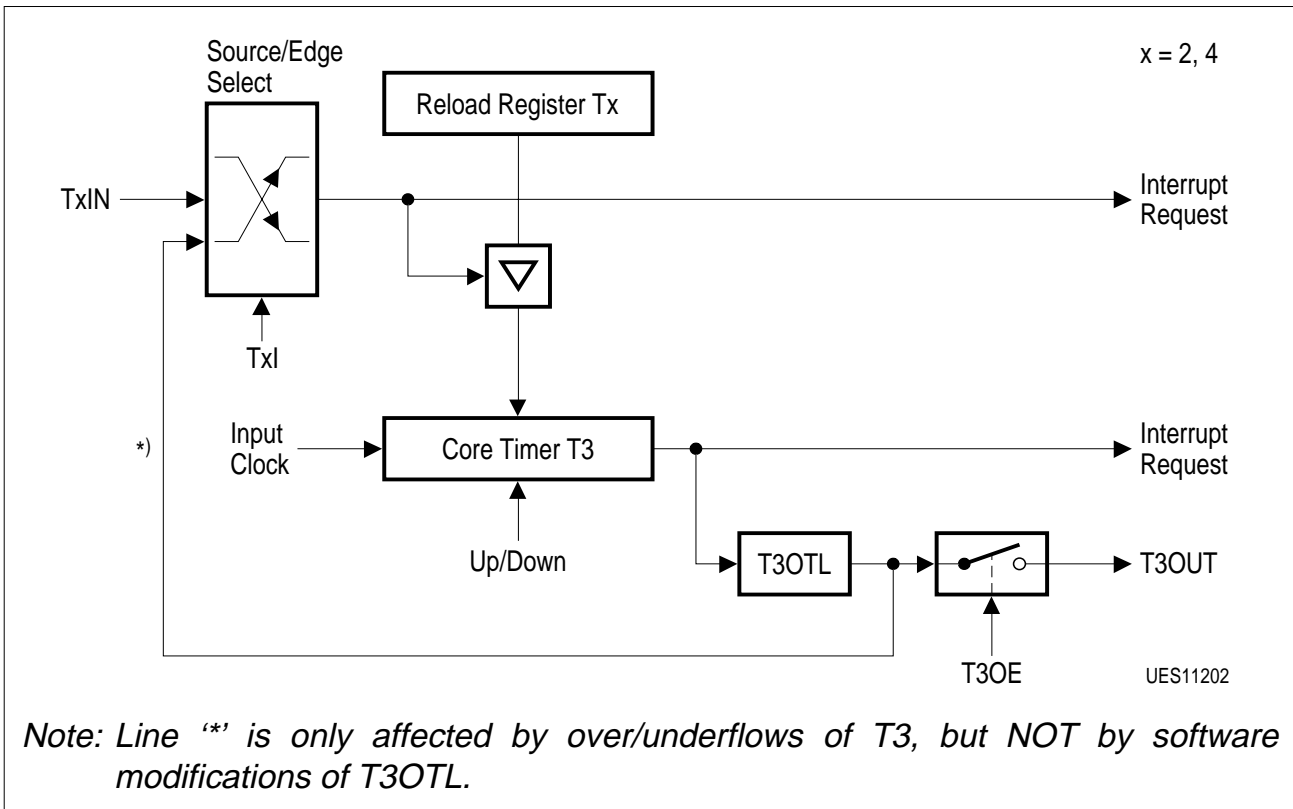 Source/Edge
Select
x = 2, 4
Reload Register Tx
TxIN
Interrupt
Request
TxI
*)
Input
Clock
Core Timer T3
Interrupt
Request
Up/Down
T3OTL
T3OUT
T3OE
UES11202
Note: Line ‘*’ is only affected by over/underflows of T3, but NOT by software
modifications of T3OTL.